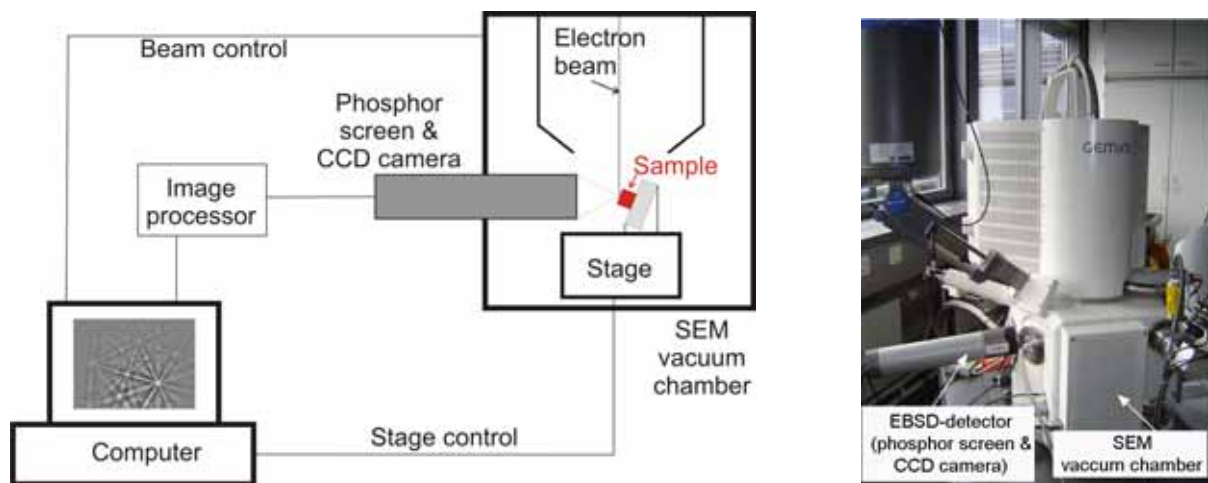 Beam control
Electron
beam
Phosphor
screen &
CCD camera
Sample
Image
processor
Stage
SEM
vacuum
chamber
Computer
Stage control
EBSD-detector
(phosphor screen &
CCD camera)
SEM
vaccum chamber